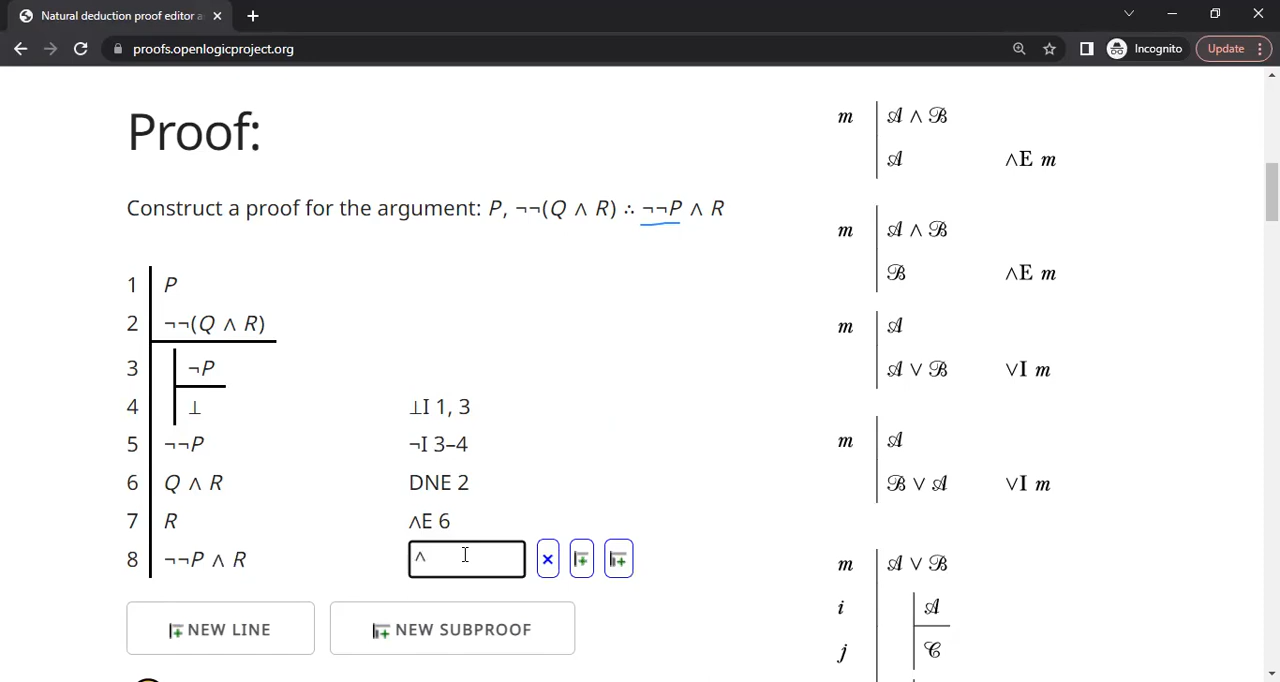 Natural deduction proof editor a
proofs.openlogicproject.org
Incognito
Update
Proof:
Construct a proof for the argument: P, ¬¬(Q ∧ R) ∴ ¬¬P ∧ R
1 P
2 ¬¬(Q ∧ R)
3 ¬P
4 ⊥ ⊥I 1, 3
5 ¬¬P ¬I 3–4
6 Q ∧ R DNE 2
7 R ∧E 6
8 ¬¬P ∧ R ^
NEW LINE
NEW SUBPROOF
m 𝒜 ∧ ℬ
𝒜 ∧E m
m 𝒜 ∧ ℬ
ℬ ∧E m
m 𝒜
𝒜 ∨ ℬ ∨I m
m 𝒜
ℬ ∨ 𝒜 ∨I m
m 𝒜 ∨ ℬ
i 𝒜
j 𝒞